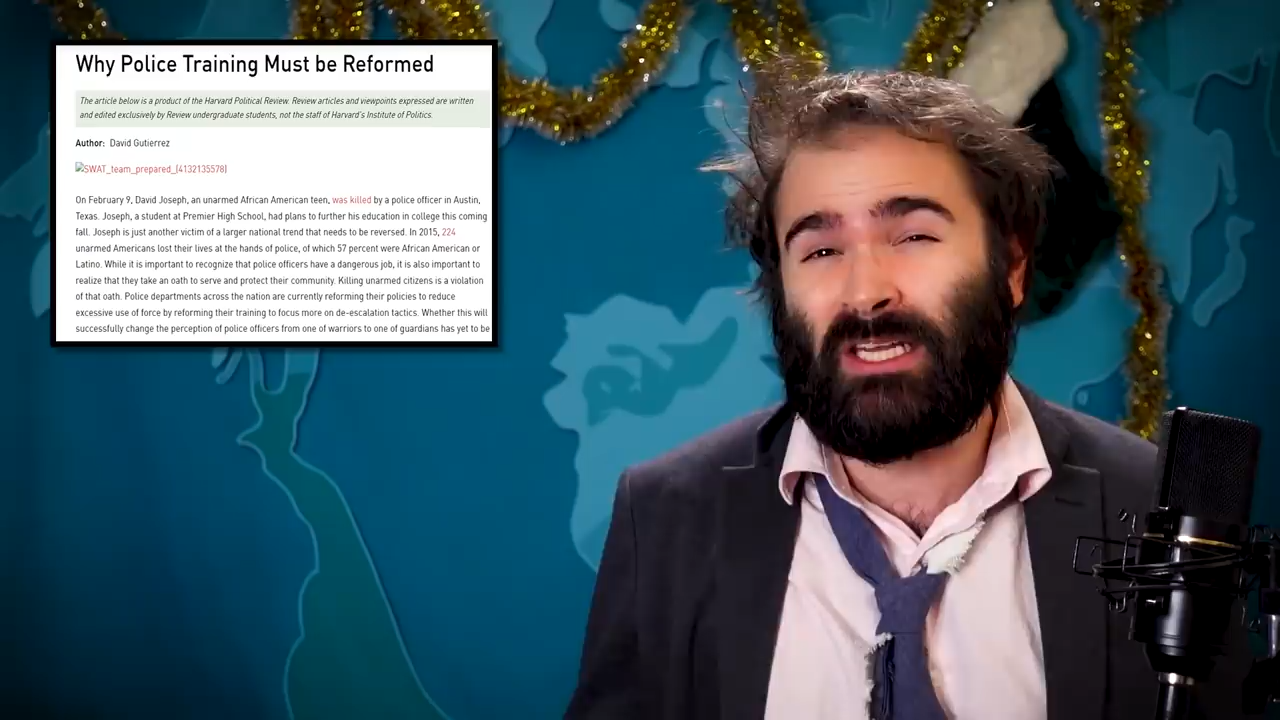 Why Police Training Must be Reformed
The article below is a product of the Harvard Political Review. Review articles and viewpoints expressed are written
and edited exclusively by Review undergraduate students, not the staff of Harvard's Institute of Politics.
Author: David Gutierrez
SWAT_team_prepared_(4132135578)
On February 9, David Joseph, an unarmed African American teen, was killed by a police officer in Austin,
Texas. Joseph, a student at Premier High School, had plans to further his education in college this coming
fall. Joseph is just another victim of a larger national trend that needs to be reversed. In 2015, 224
unarmed Americans lost their lives at the hands of police, of which 57 percent were African American or
Latino. While it is important to recognize that police officers have a dangerous job, it is also important to
realize that they take an oath to serve and protect their community. Killing unarmed citizens is a violation
of that oath. Police departments across the nation are currently reforming their policies to reduce
excessive use of force by reforming their training to focus more on de-escalation tactics. Whether this will
successfully change the perception of police officers from one of warriors to one of guardians has yet to be